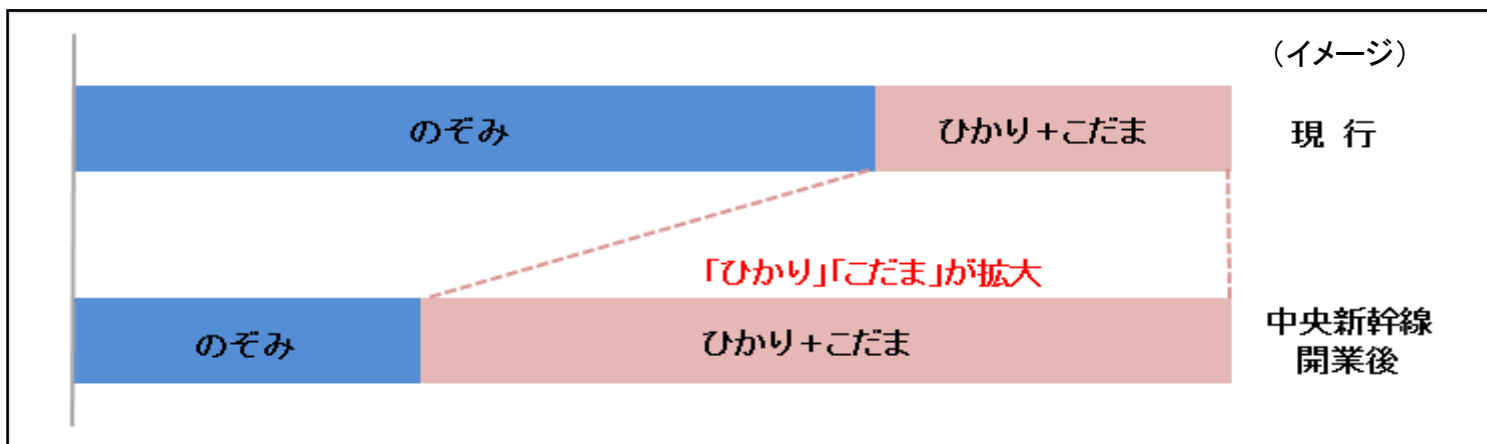 (イメージ)
のぞみ
ひかり+こだま
現 行
「ひかり」「こだま」が拡大
のぞみ
ひかり+こだま
中央新幹線
開業後